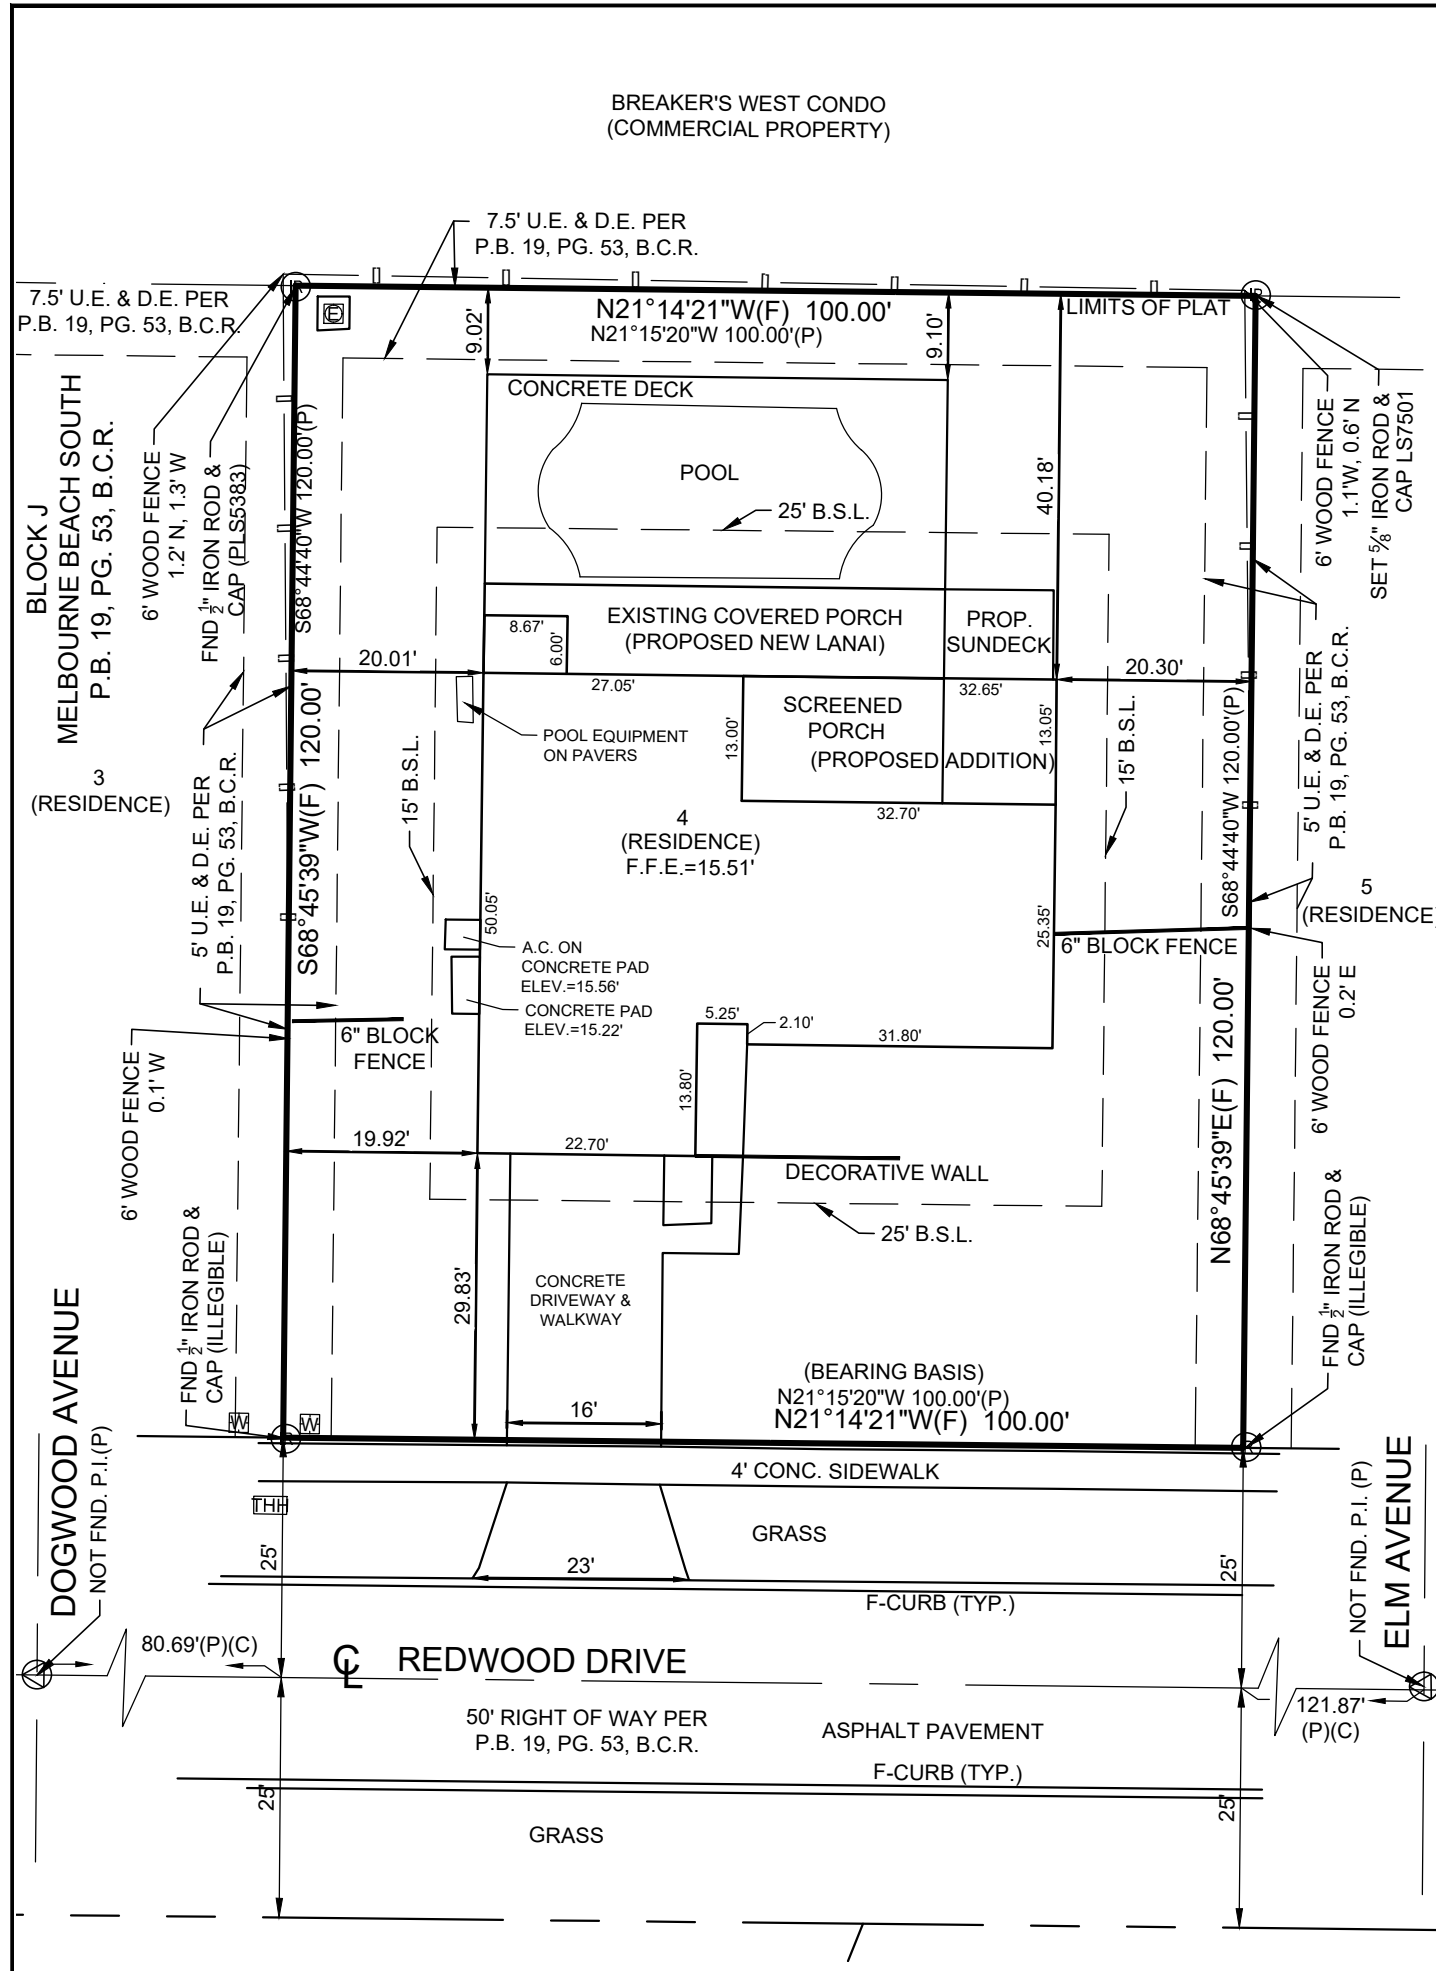 BREAKER'S WEST CONDO
(COMMERCIAL PROPERTY)
7.5' U.E. & D.E. PER
P.B. 19, PG. 53, B.C.R.
7.5' U.E. & D.E. PER
P.B. 19, PG. 53, B.C.R.
IR
IR
E
N21°14'21"W(F) 100.00'
N21°15'20"W 100.00'(P)
LIMITS OF PLAT
9.02'
9.10'
40.18'
BLOCK J
MELBOURNE BEACH SOUTH
P.B. 19, PG. 53, B.C.R.
6' WOOD FENCE
1.2' N, 1.3' W
FND 1/2" IRON ROD &
CAP (PLS5383)
S68°44'40"W 120.00'(P)
6' WOOD FENCE
1.1'W, 0.6' N
SET 5/8" IRON ROD &
CAP LS7501
CONCRETE DECK
POOL
25' B.S.L.
EXISTING COVERED PORCH
(PROPOSED NEW LANAI)
PROP.
SUNDECK
8.67'
6.00'
20.01'
27.05'
32.65'
20.30'
SCREENED
PORCH
(PROPOSED ADDITION)
13.00'
13.05'
32.70'
POOL EQUIPMENT
ON PAVERS
15' B.S.L.
15' B.S.L.
3
(RESIDENCE)
5' U.E. & D.E. PER
P.B. 19, PG. 53, B.C.R.
S68°45'39"W(F) 120.00'
4
(RESIDENCE)
F.F.E.=15.51'
S68°44'40"W 120.00'(P)
5' U.E. & D.E. PER
P.B. 19, PG. 53, B.C.R.
5
(RESIDENCE)
50.05'
25.35'
A.C. ON
CONCRETE PAD
ELEV.=15.56'
CONCRETE PAD
ELEV.=15.22'
6" BLOCK FENCE
6" BLOCK
FENCE
5.25'
2.10'
31.80'
13.80'
6' WOOD FENCE
0.1' W
6' WOOD FENCE
0.2' E
N68°45'39"E(F) 120.00'
19.92'
22.70'
DECORATIVE WALL
25' B.S.L.
29.83'
CONCRETE
DRIVEWAY &
WALKWAY
FND 1/2" IRON ROD &
CAP (ILLEGIBLE)
FND 1/2" IRON ROD &
CAP (ILLEGIBLE)
(BEARING BASIS)
N21°15'20"W 100.00'(P)
N21°14'21"W(F) 100.00'
16'
W
W
4' CONC. SIDEWALK
THH
GRASS
DOGWOOD AVENUE
NOT FND. P.I.(P)
ELM AVENUE
NOT FND. P.I. (P)
25'
23'
25'
F-CURB (TYP.)
80.69'(P)(C)
CL REDWOOD DRIVE
121.87'
(P)(C)
50' RIGHT OF WAY PER
P.B. 19, PG. 53, B.C.R.
ASPHALT PAVEMENT
F-CURB (TYP.)
25'
25'
GRASS